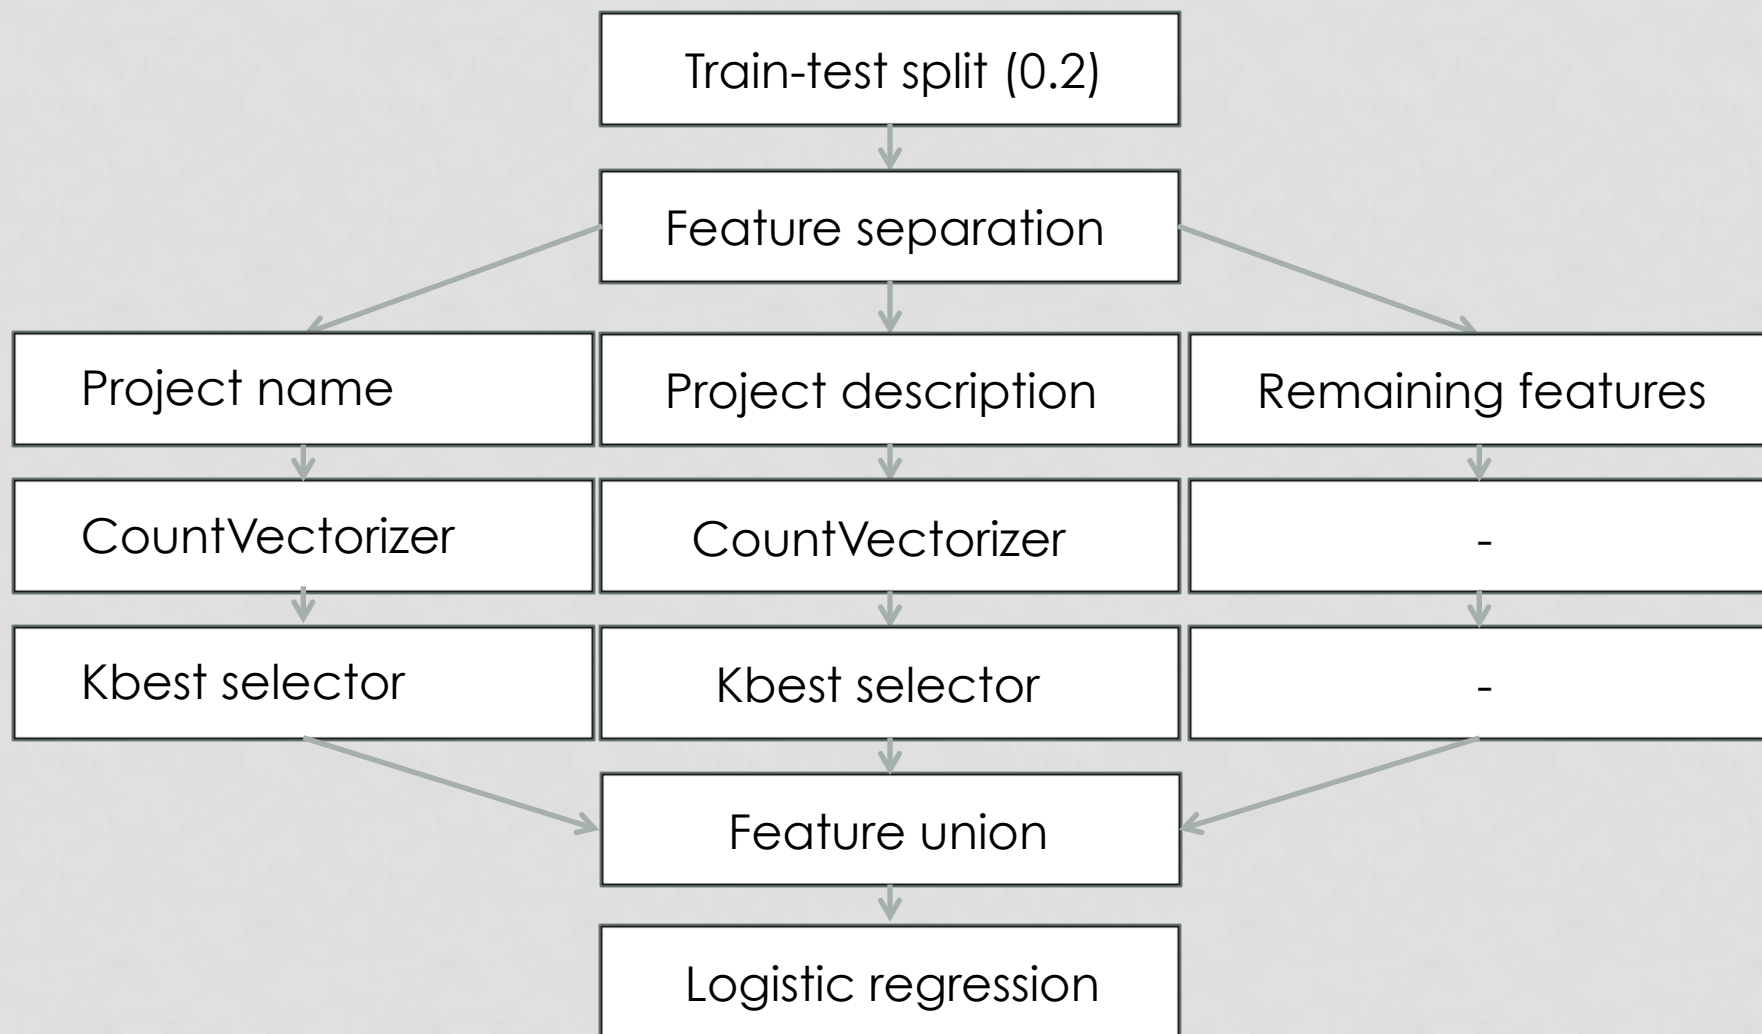 Train-test split (0.2)
Feature separation
Project name
Project description
Remaining features
CountVectorizer
CountVectorizer
-
Kbest selector
Kbest selector
-
Feature union
Logistic regression